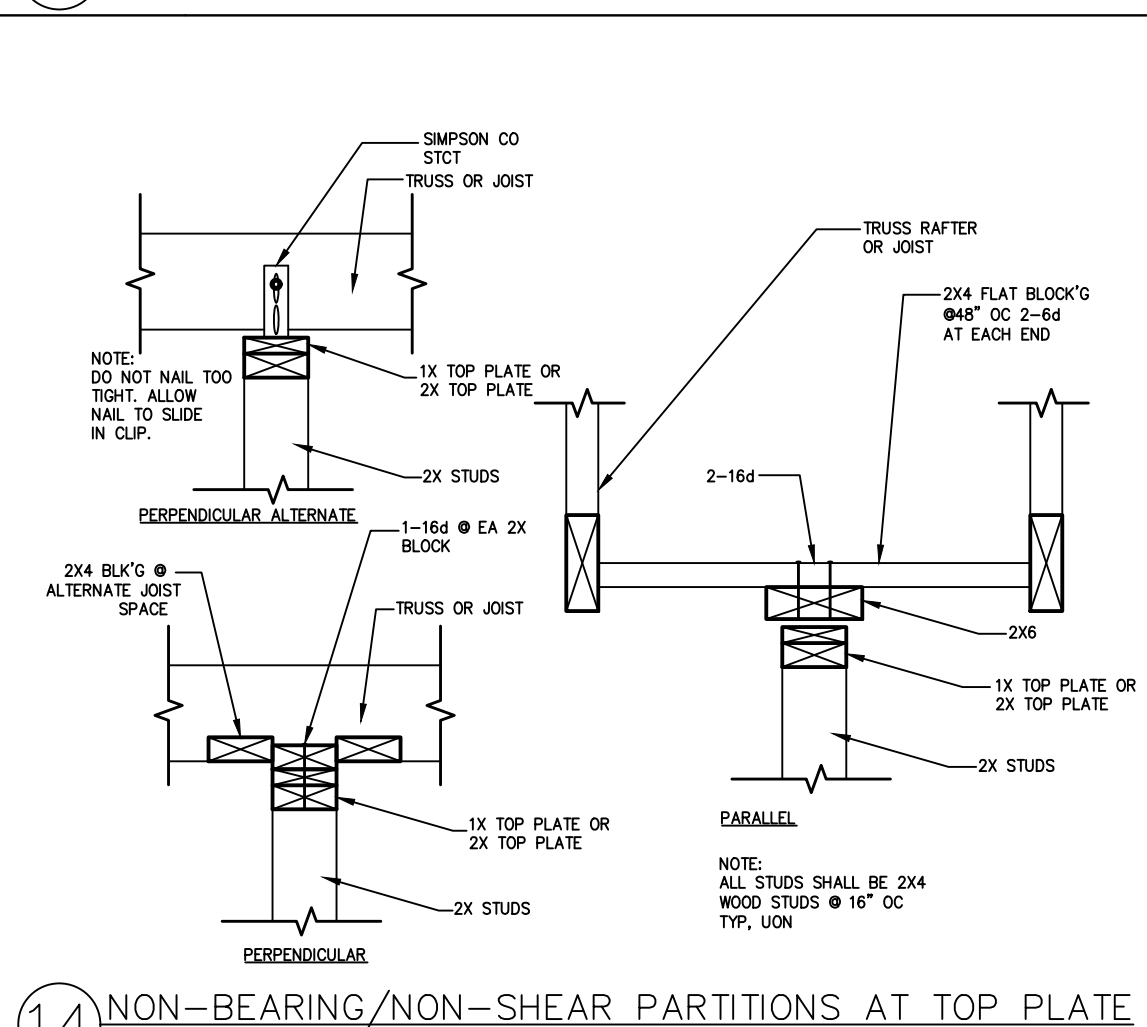 SIMPSON CO
STCT
TRUSS OR JOIST
NOTE:
DO NOT NAIL TOO
TIGHT. ALLOW
NAIL TO SLIDE
IN CLIP.
1X TOP PLATE OR
2X TOP PLATE
2X STUDS
PERPENDICULAR ALTERNATE
TRUSS RAFTER
OR JOIST
2X4 FLAT BLOCK'G
@48" OC 2-6d
AT EACH END
2-16d
2X6
1X TOP PLATE OR
2X TOP PLATE
2X STUDS
PARALLEL
NOTE:
ALL STUDS SHALL BE 2X4
WOOD STUDS @ 16" OC
TYP, UON
1-16d @ EA 2X
BLOCK
2X4 BLK'G @
ALTERNATE JOIST
SPACE
TRUSS OR JOIST
1X TOP PLATE OR
2X TOP PLATE
2X STUDS
PERPENDICULAR
14 NON-BEARING/NON-SHEAR PARTITIONS AT TOP PLATE